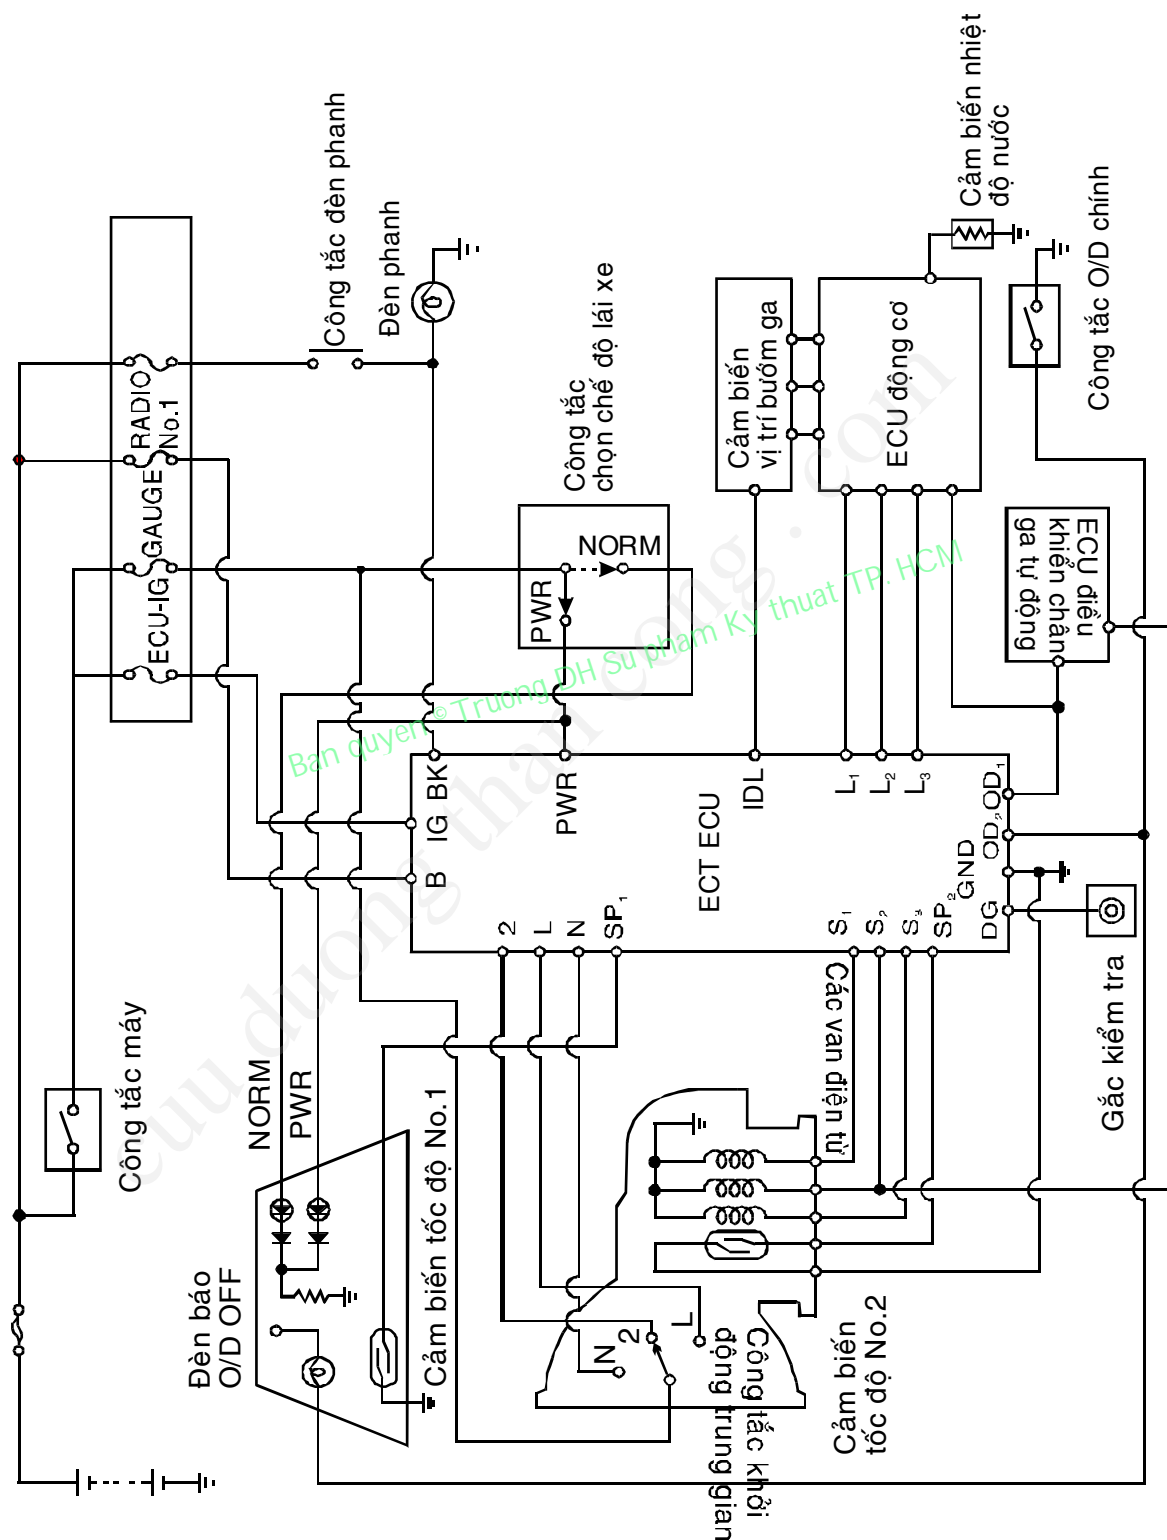 Cảm biến nhiệt
độ nước
Công tắc O/D chính
Công tắc đèn phanh
Đèn phanh
RADIO
No.1
GAUGE
ECU-IG
Công tắc
chọn chế độ lái xe
NORM
PWR
Cảm biến
vị trí bướm ga
ECU động cơ
ECU điều
khiển chân
ga tự động
Ban quyen © Truong DH Su pham Ky thuat TP. HCM
cuu duong than cong . com
BK
IG
B
PWR
IDL
L1
L2
L3
OD1
OD2
GND
DG
ECT ECU
2
L
N
SP1
S1
S2
S3
SP2
Công tắc máy
NORM
PWR
Cảm biến tốc độ No.1
Các van điện từ
Gắc kiểm tra
Đèn báo
O/D OFF
N
2
L
Công tắc khởi
động trung gian
Cảm biến
tốc độ No.2